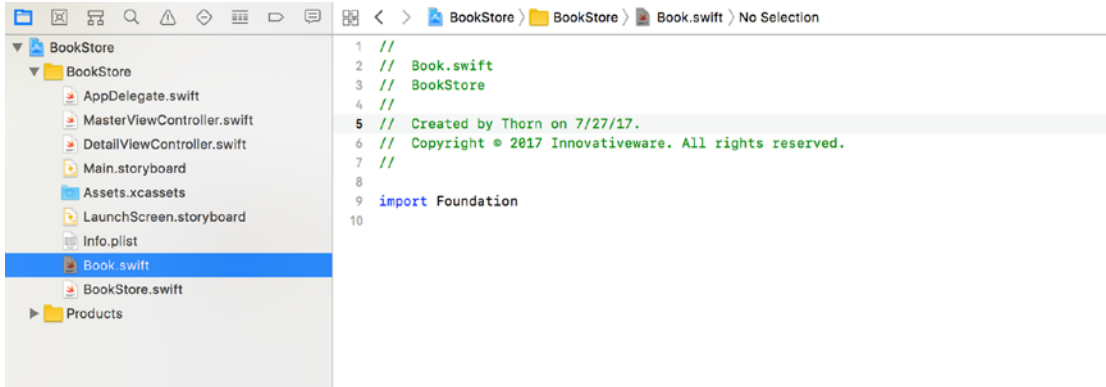 BookStore 〉 BookStore 〉 Book.swift 〉 No Selection
BookStore
BookStore
AppDelegate.swift
MasterViewController.swift
DetailViewController.swift
Main.storyboard
Assets.xcassets
LaunchScreen.storyboard
Info.plist
Book.swift
BookStore.swift
Products
1 //
2 //  Book.swift
3 //  BookStore
4 //
5 //  Created by Thorn on 7/27/17.
6 //  Copyright © 2017 Innovativeware. All rights reserved.
7 //
8
9 import Foundation
10